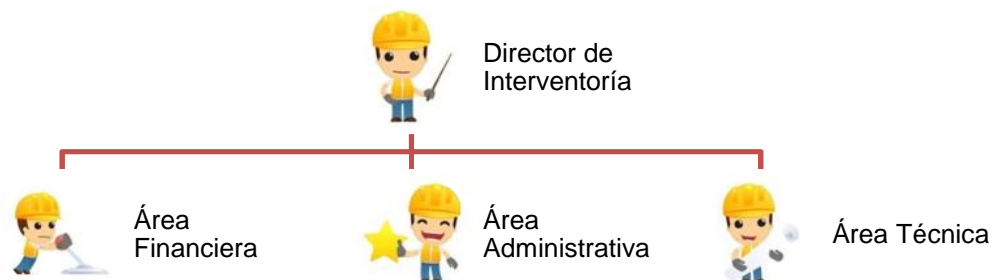 Director de
Interventoría
Área
Financiera
Área
Administrativa
Área Técnica